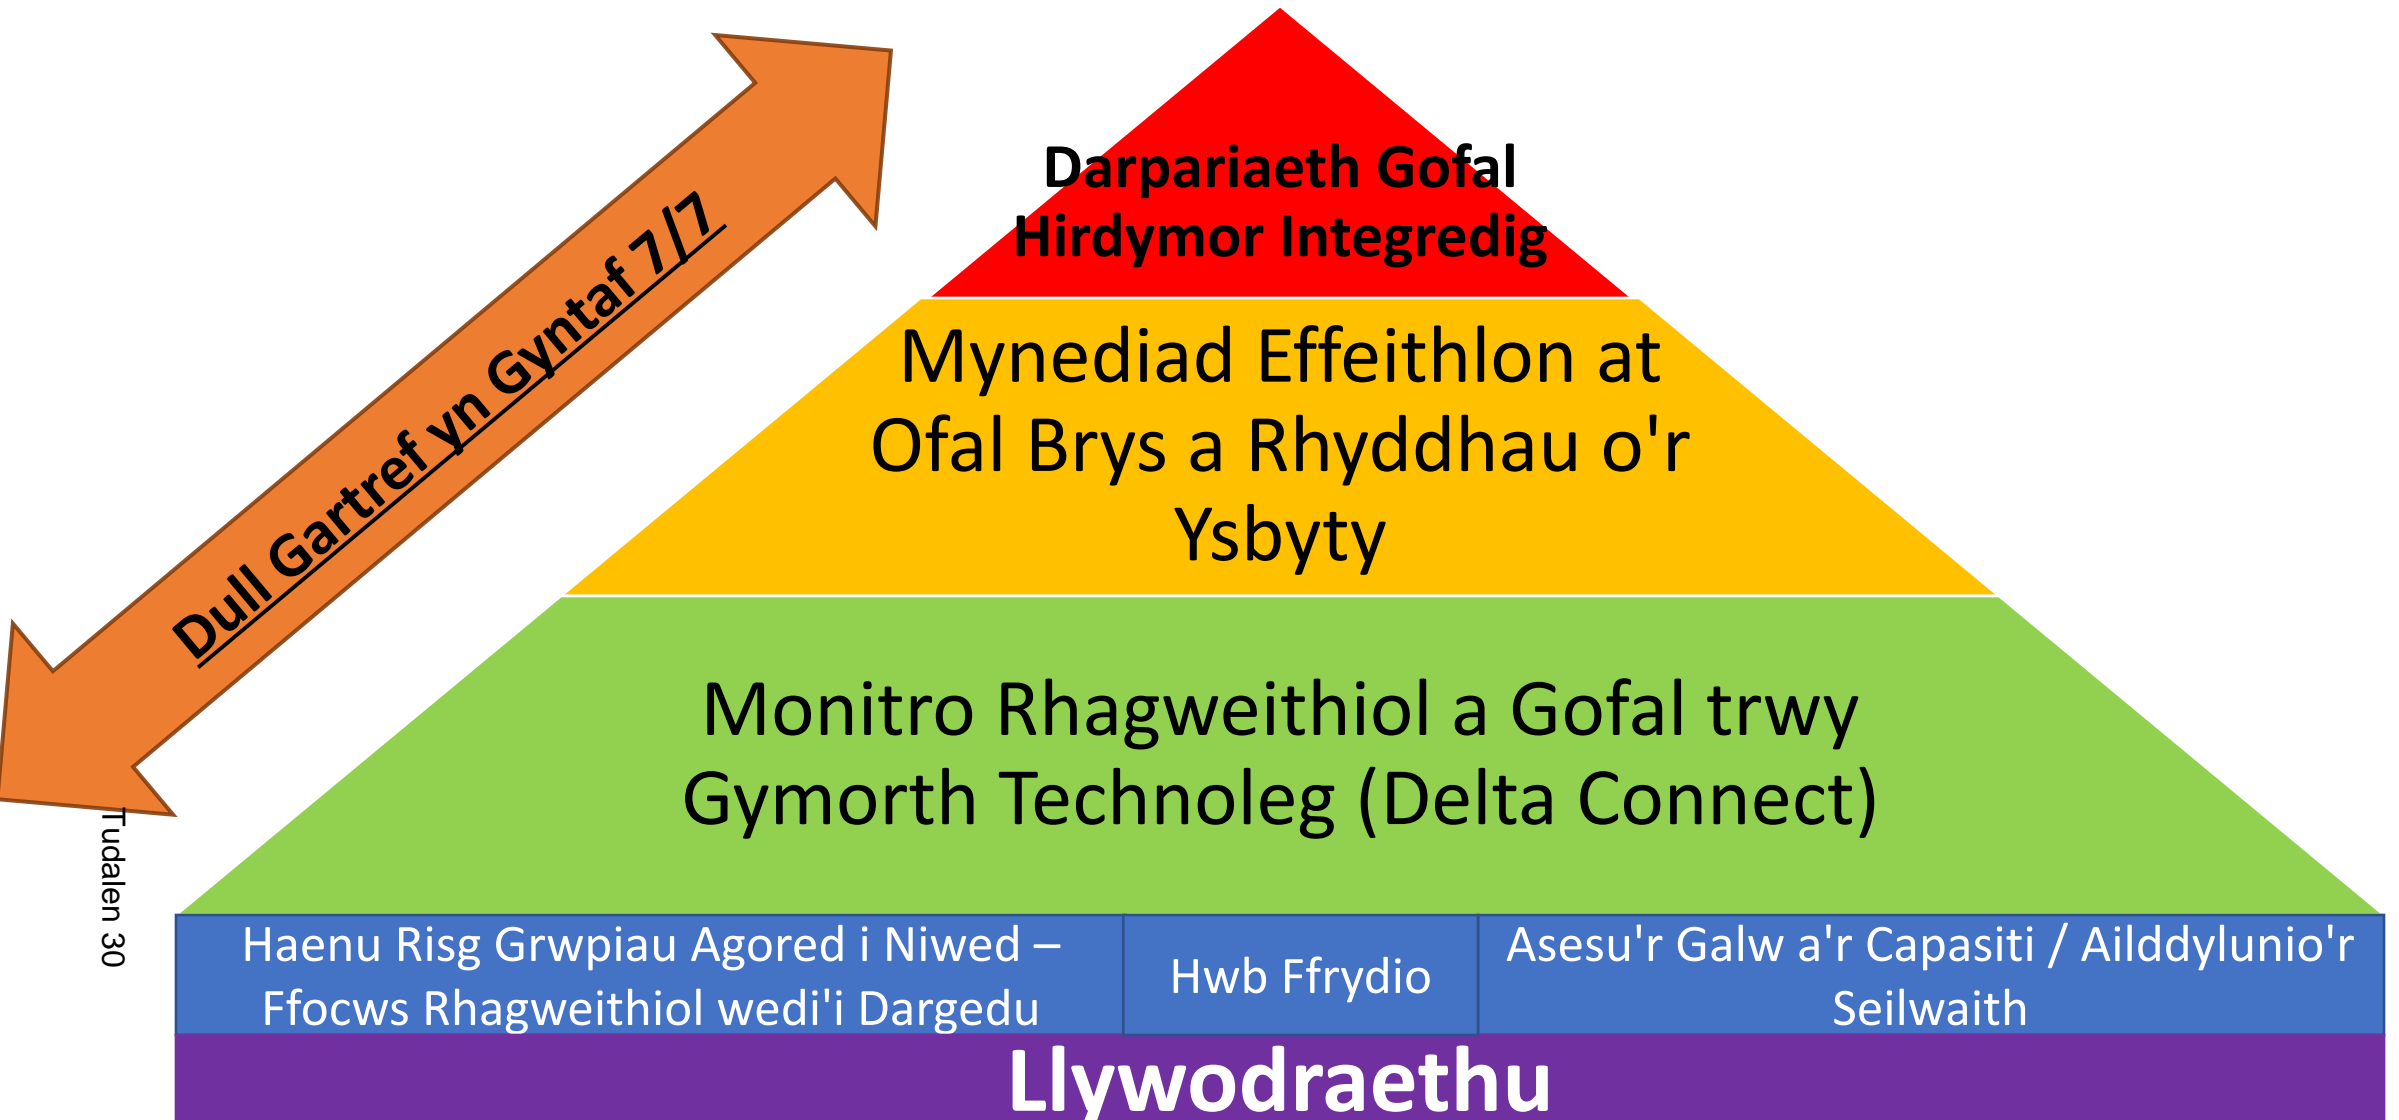 Dull Gartref yn Gyntaf 7/7
Darpariaeth Gofal
Hirdymor Integredig
Mynediad Effeithlon at
Ofal Brys a Rhyddhau o'r
Ysbyty
Monitro Rhagweithiol a Gofal trwy
Gymorth Technoleg (Delta Connect)
Tudalen 30
Haenu Risg Grwpiau Agored i Niwed –
Ffocws Rhagweithiol wedi'i Dargedu
Hwb Ffrydio
Asesu'r Galw a'r Capasiti / Ailddylunio'r
Seilwaith
Llywodraethu